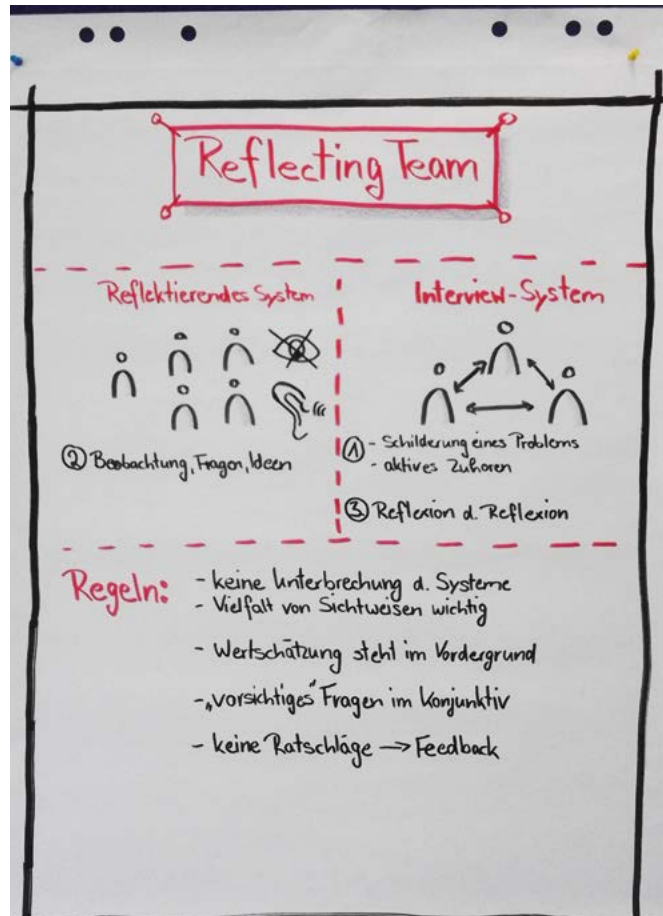 Reflecting Team
Reflektierendes System
② Beobachtung, Fragen, Ideen
Interview-System
① - Schilderung eines Problems
- aktives Zuhören
③ Reflexion d. Reflexion
Regeln:
- keine Unterbrechung d. Systeme
- Vielfalt von Sichtweisen wichtig
- Wertschätzung steht im Vordergrund
- „vorsichtiges" Fragen im Konjunktiv
- keine Ratschläge → Feedback